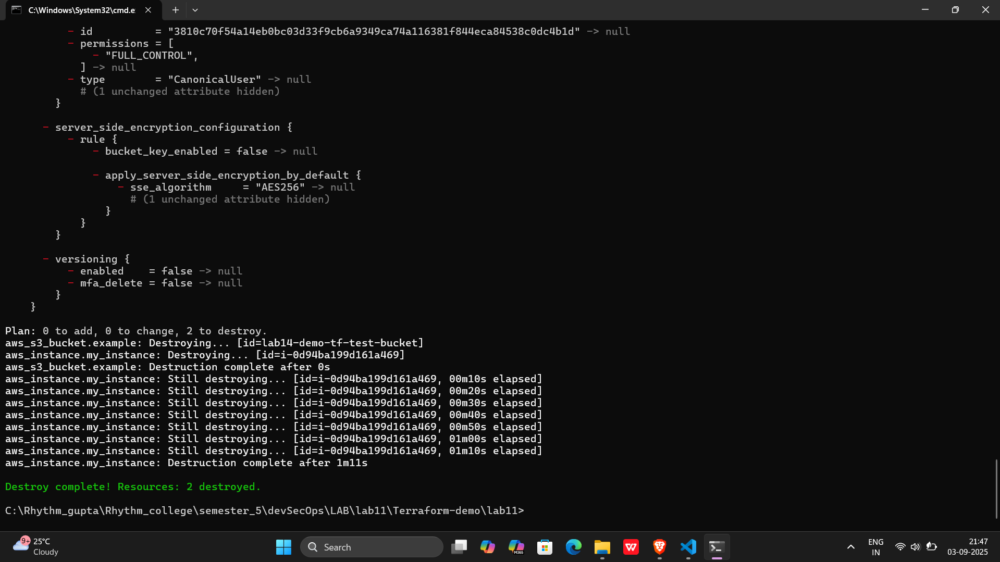 C:\Windows\System32\cmd.e
- id          = "3810c70f54a14eb0bc03d33f9cb6a9349ca74a116381f844eca84538c0dc4b1d" -> null
- permissions = [
- "FULL_CONTROL",
] -> null
- type        = "CanonicalUser" -> null
# (1 unchanged attribute hidden)
}
- server_side_encryption_configuration {
- rule {
- bucket_key_enabled = false -> null
- apply_server_side_encryption_by_default {
- sse_algorithm     = "AES256" -> null
# (1 unchanged attribute hidden)
}
}
}
- versioning {
- enabled    = false -> null
- mfa_delete = false -> null
}
}
Plan: 0 to add, 0 to change, 2 to destroy.
aws_s3_bucket.example: Destroying... [id=lab14-demo-tf-test-bucket]
aws_instance.my_instance: Destroying... [id=i-0d94ba199d161a469]
aws_s3_bucket.example: Destruction complete after 0s
aws_instance.my_instance: Still destroying... [id=i-0d94ba199d161a469, 00m10s elapsed]
aws_instance.my_instance: Still destroying... [id=i-0d94ba199d161a469, 00m20s elapsed]
aws_instance.my_instance: Still destroying... [id=i-0d94ba199d161a469, 00m30s elapsed]
aws_instance.my_instance: Still destroying... [id=i-0d94ba199d161a469, 00m40s elapsed]
aws_instance.my_instance: Still destroying... [id=i-0d94ba199d161a469, 00m50s elapsed]
aws_instance.my_instance: Still destroying... [id=i-0d94ba199d161a469, 01m00s elapsed]
aws_instance.my_instance: Still destroying... [id=i-0d94ba199d161a469, 01m10s elapsed]
aws_instance.my_instance: Destruction complete after 1m11s
Destroy complete! Resources: 2 destroyed.
C:\Rhythm_gupta\Rhythm_college\semester_5\devSecOps\LAB\lab11\Terraform-demo\lab11>
9+
25°C
Cloudy
Search
M365
W
ENG
IN
21:47
03-09-2025